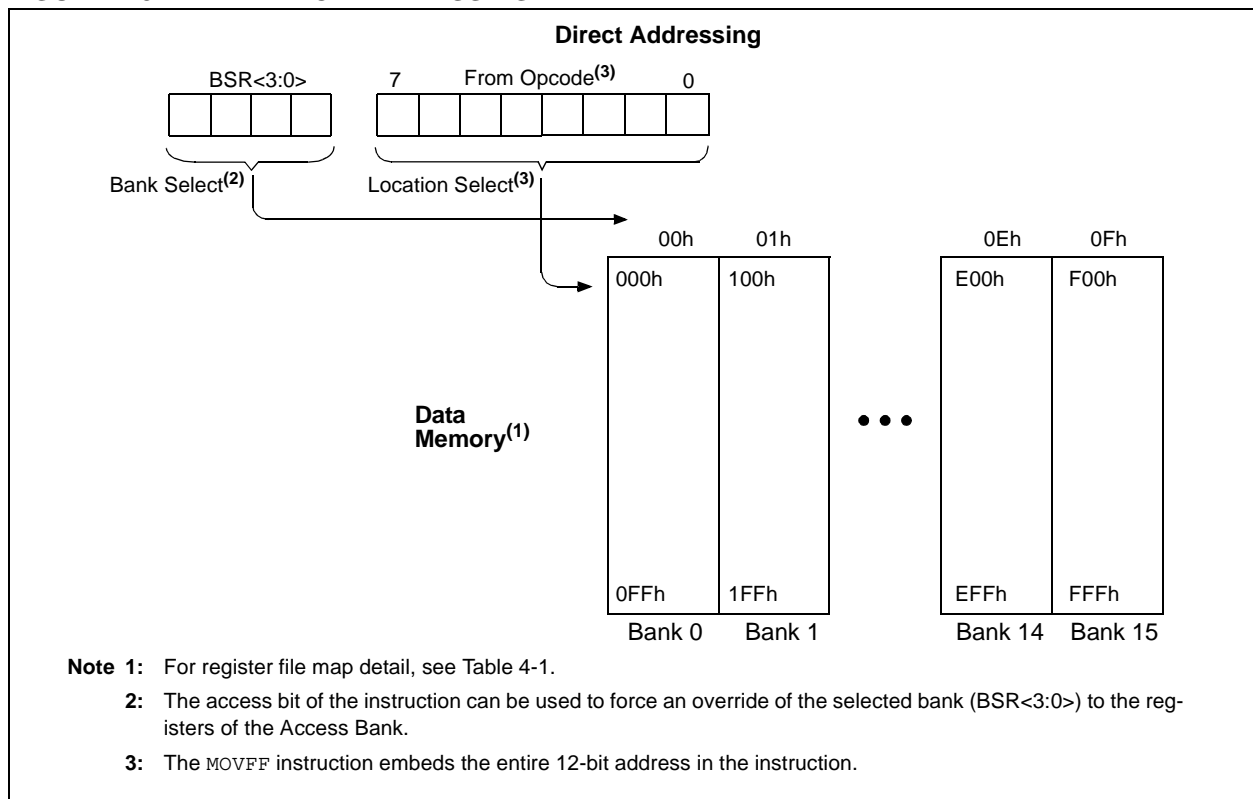 Direct Addressing
BSR<3:0>
7 From Opcode(3) 0
Bank Select(2) Location Select(3)
00h 01h 0Eh 0Fh
000h 100h E00h F00h
Data
Memory(1)
0FFh 1FFh EFFh FFFh
Bank 0 Bank 1 Bank 14 Bank 15
Note 1: For register file map detail, see Table 4-1.
2: The access bit of the instruction can be used to force an override of the selected bank (BSR<3:0>) to the reg-
isters of the Access Bank.
3: The MOVFF instruction embeds the entire 12-bit address in the instruction.